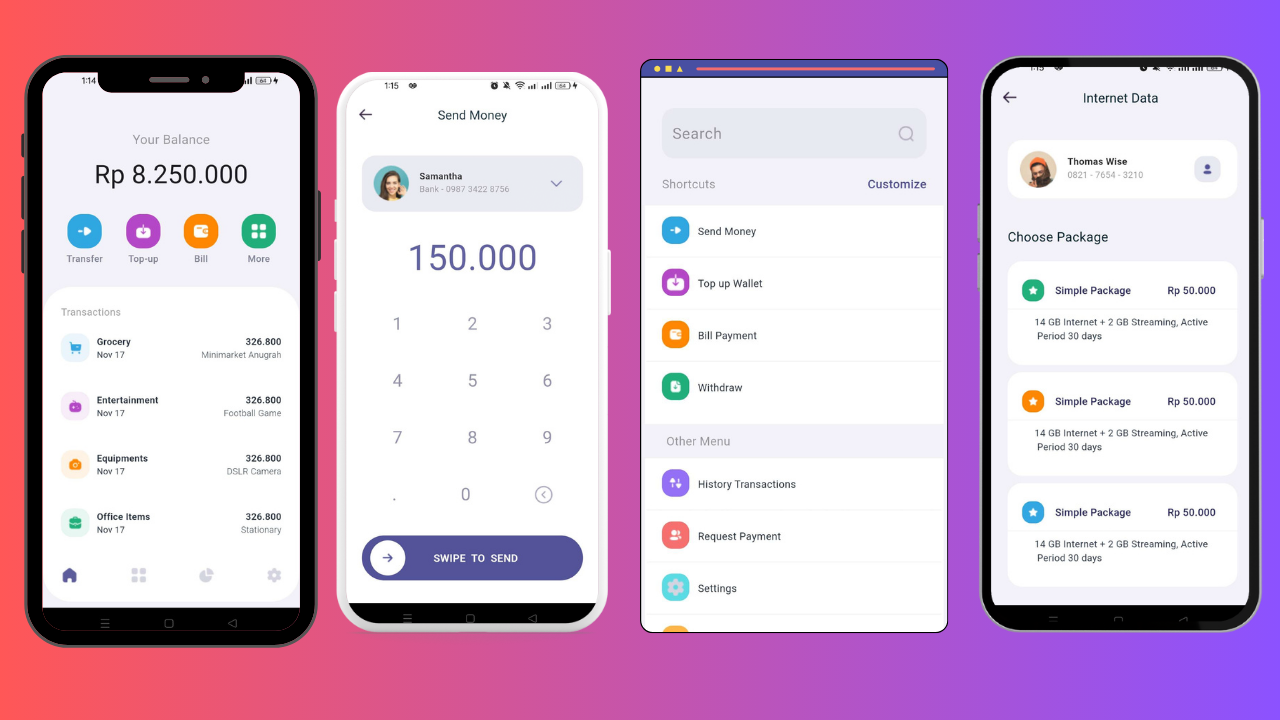 1:14
64
Your Balance
Rp 8.250.000
Transfer Top-up Bill More
Transactions
Grocery 326.800
Nov 17 Minimarket Anugrah
Entertainment 326.800
Nov 17 Football Game
Equipments 326.800
Nov 17 DSLR Camera
Office Items 326.800
Nov 17 Stationary
1:15
64
Send Money
Samantha
Bank - 0987 3422 8756
150.000
1 2 3
4 5 6
7 8 9
. 0
SWIPE TO SEND
Search
Shortcuts Customize
Send Money
Top up Wallet
Bill Payment
Withdraw
Other Menu
History Transactions
Request Payment
Settings
1:15
Internet Data
Thomas Wise
0821 - 7654 - 3210
Choose Package
Simple Package Rp 50.000
14 GB Internet + 2 GB Streaming, Active
Period 30 days
Simple Package Rp 50.000
14 GB Internet + 2 GB Streaming, Active
Period 30 days
Simple Package Rp 50.000
14 GB Internet + 2 GB Streaming, Active
Period 30 days